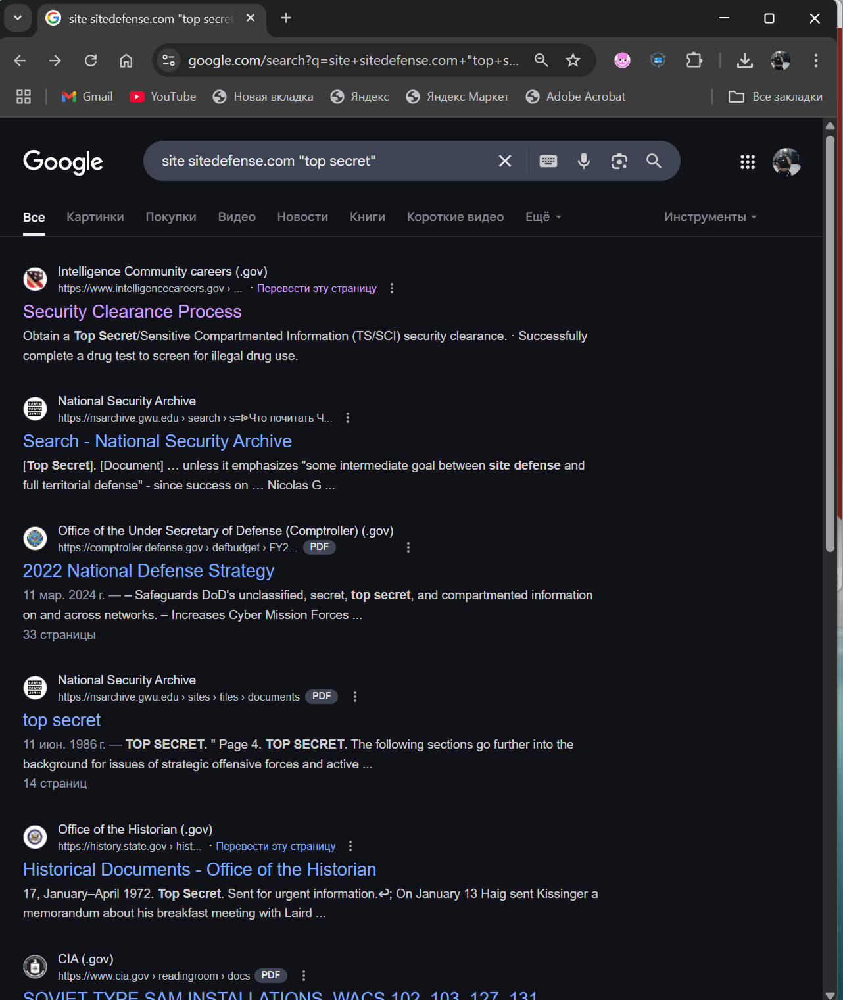 site sitedefense.com "top secre
google.com/search?q=site+sitedefense.com+"top+s...
Gmail
YouTube
Новая вкладка
Яндекс
Яндекс Маркет
Adobe Acrobat
Все закладки
Google
site sitedefense.com "top secret"
Все
Картинки
Покупки
Видео
Новости
Книги
Короткие видео
Ещё
Инструменты
Intelligence Community careers (.gov)
https://www.intelligencecareers.gov › ... · Перевести эту страницу
Security Clearance Process
Obtain a Top Secret/Sensitive Compartmented Information (TS/SCI) security clearance. · Successfully
complete a drug test to screen for illegal drug use.
National Security Archive
https://nsarchive.gwu.edu › search › s=ᐉЧто почитать Ч...
Search - National Security Archive
[Top Secret]. [Document] … unless it emphasizes "some intermediate goal between site defense and
full territorial defense" - since success on … Nicolas G ...
Office of the Under Secretary of Defense (Comptroller) (.gov)
https://comptroller.defense.gov › defbudget › FY2... PDF
2022 National Defense Strategy
11 мар. 2024 г. — – Safeguards DoD's unclassified, secret, top secret, and compartmented information
on and across networks. – Increases Cyber Mission Forces ...
33 страницы
National Security Archive
https://nsarchive.gwu.edu › sites › files › documents PDF
top secret
11 июн. 1986 г. — TOP SECRET. " Page 4. TOP SECRET. The following sections go further into the
background for issues of strategic offensive forces and active ...
14 страниц
Office of the Historian (.gov)
https://history.state.gov › hist... · Перевести эту страницу
Historical Documents - Office of the Historian
17, January–April 1972. Top Secret. Sent for urgent information.↩; On January 13 Haig sent Kissinger a
memorandum about his breakfast meeting with Laird ...
CIA (.gov)
https://www.cia.gov › readingroom › docs PDF
SOVIET TYPE SAM INSTALLATIONS, WACS 102, 103, 127, 131